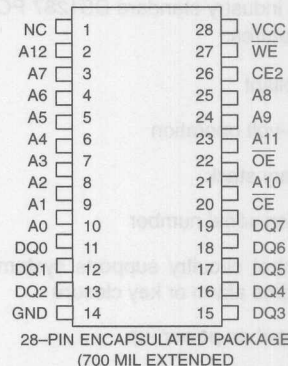 NC 1 28 VCC
A12 2 27 WE
A7 3 26 CE2
A6 4 25 A8
A5 5 24 A9
A4 6 23 A11
A3 7 22 OE
A2 8 21 A10
A1 9 20 CE
A0 10 19 DQ7
DQ0 11 18 DQ6
DQ1 12 17 DQ5
DQ2 13 16 DQ4
GND 14 15 DQ3
28–PIN ENCAPSULATED PACKAGE
(700 MIL EXTENDED